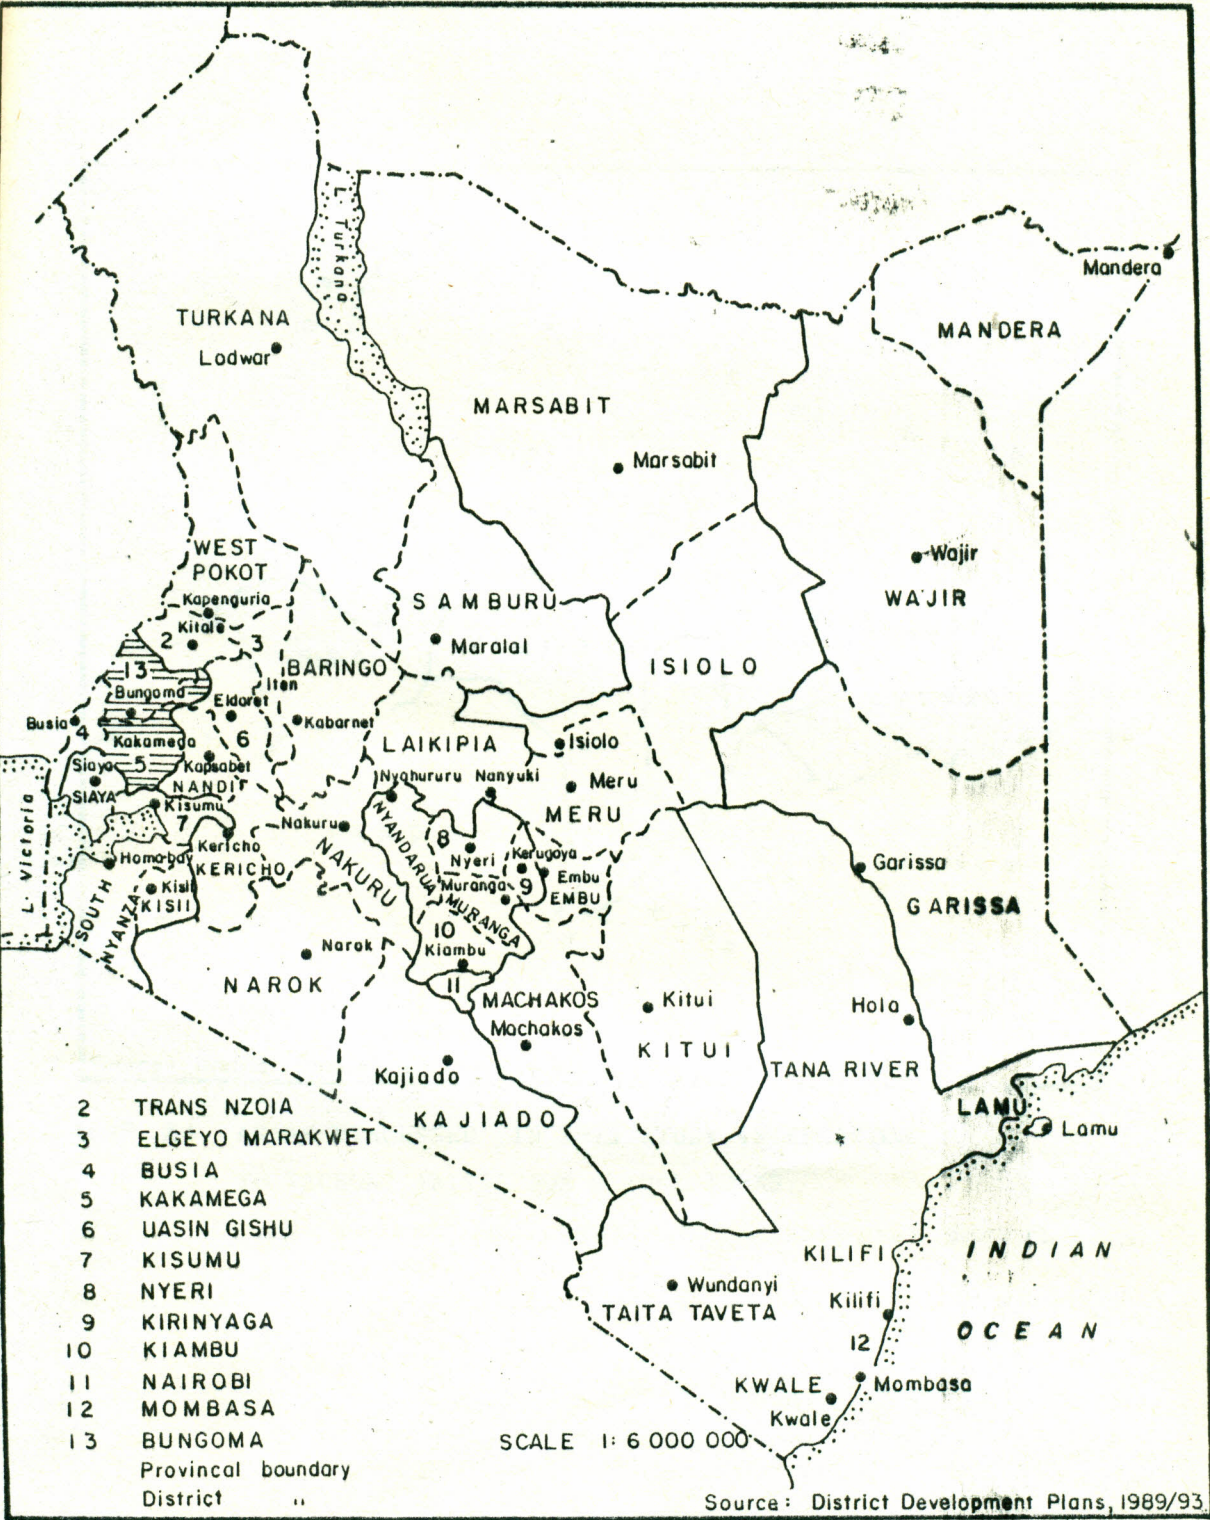 L. Turkana
Mandera
TURKANA
Lodwar
MANDERA
MARSABIT
Marsabit
WEST
POKOT
Wajir
WAJIR
Kapenguria
SAMBURU
Kitale
2
3
Maralal
ISIOLO
13
BARINGO
Bungoma
Iten
Eldoret
Busia
4
Kabarnet
Kakamega
6
LAIKIPIA
Isiolo
Siaya
5
Kapsabet
Nyahururu
Nanyuki
Meru
SIAYA
NANDI
Kisumu
MERU
7
L. Victoria
Nakuru
NYANDARUA
8
Kericho
NAKURU
Nyeri
Kerugoya
Homa-bay
KERICHO
Garissa
Kisii
Muranga
9
Embu
KISII
EMBU
GARISSA
SOUTH
NYANZA
MURANGA
10
Narok
Kiambu
NAROK
11
MACHAKOS
Kitui
Hola
Machakos
KITUI
Kajiado
TANA RIVER
KAJIADO
LAMU
Lamu
2 TRANS NZOIA
3 ELGEYO MARAKWET
4 BUSIA
5 KAKAMEGA
6 UASIN GISHU
7 KISUMU
8 NYERI
9 KIRINYAGA
10 KIAMBU
11 NAIROBI
12 MOMBASA
13 BUNGOMA
Provincal boundary
District "
KILIFI
INDIAN
Wundanyi
Kilifi
TAITA TAVETA
OCEAN
12
KWALE
Mombasa
Kwale
SCALE 1: 6 000 000
Source: District Development Plans, 1989/93